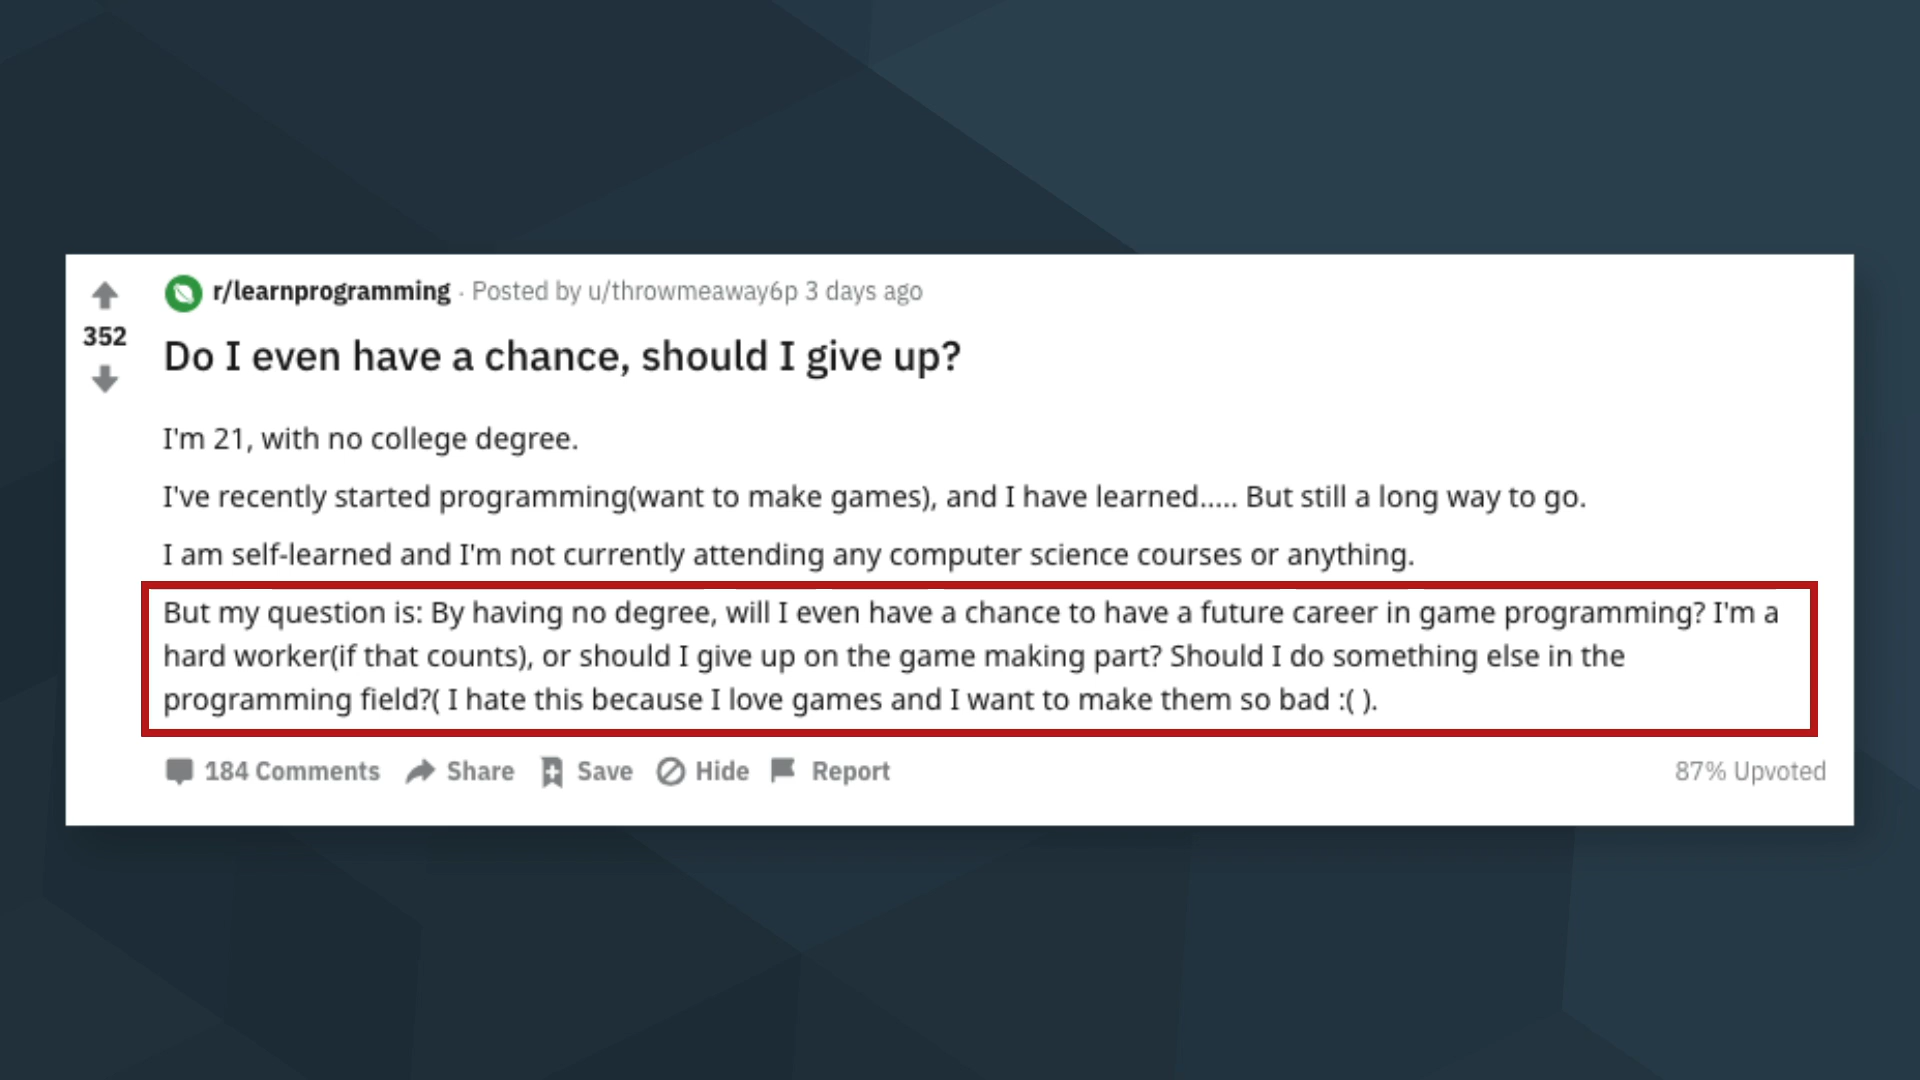 r/learnprogramming · Posted by u/throwmeaway6p 3 days ago
352
Do I even have a chance, should I give up?
I'm 21, with no college degree.
I've recently started programming(want to make games), and I have learned..... But still a long way to go.
I am self-learned and I'm not currently attending any computer science courses or anything.
But my question is: By having no degree, will I even have a chance to have a future career in game programming? I'm a
hard worker(if that counts), or should I give up on the game making part? Should I do something else in the
programming field?( I hate this because I love games and I want to make them so bad :( ).
184 Comments Share Save Hide Report 87% Upvoted